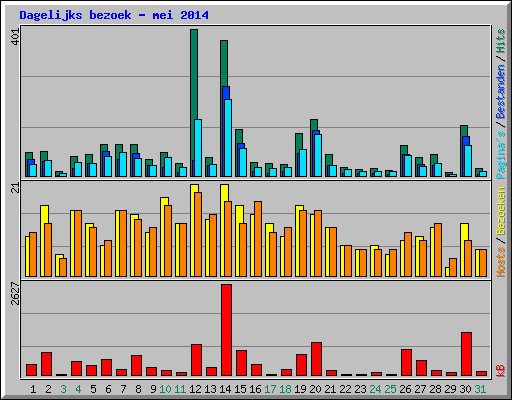 Dagelijks bezoek - mei 2014
401
21
2627
Hosts / Bezoeken Pagina's / Bestanden / Hits
kB
1 2 3 4 5 6 7 8 9 10 11 12 13 14 15 16 17 18 19 20 21 22 23 24 25 26 27 28 29 30 31